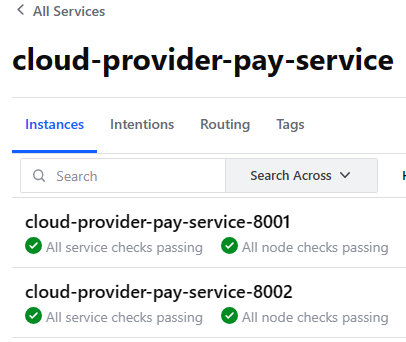 All Services
cloud-provider-pay-service
Instances Intentions Routing Tags
Search Search Across
cloud-provider-pay-service-8001
All service checks passing All node checks passing
cloud-provider-pay-service-8002
All service checks passing All node checks passing